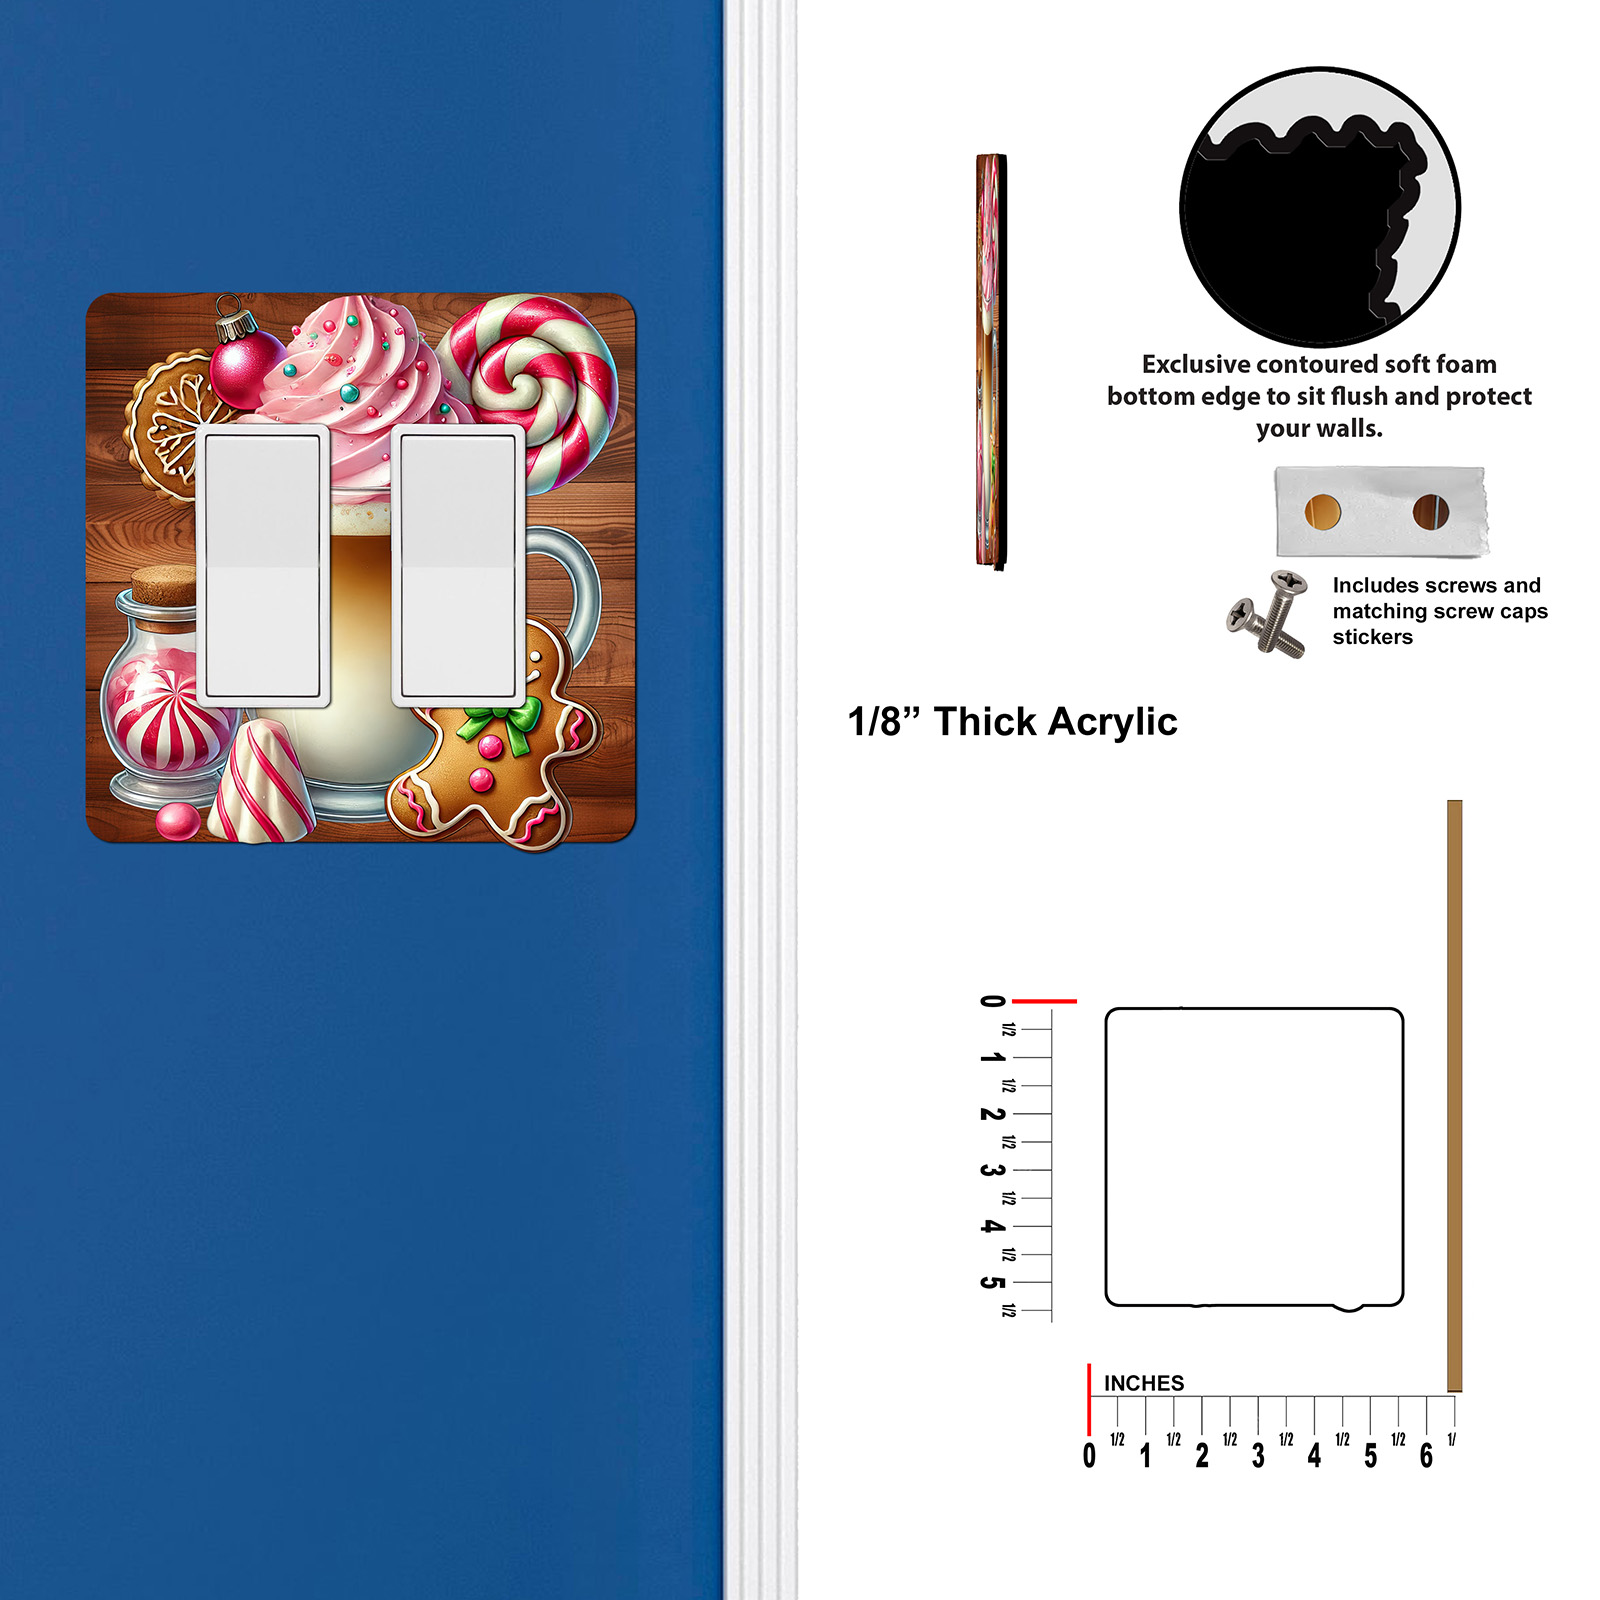 Exclusive contoured soft foam
bottom edge to sit flush and protect
your walls.
Includes screws and
matching screw caps
stickers
1/8” Thick Acrylic
0
1/2
1
1/2
2
1/2
3
1/2
4
1/2
5
1/2
INCHES
0 1/2 1 1/2 2 1/2 3 1/2 4 1/2 5 1/2 6 1/